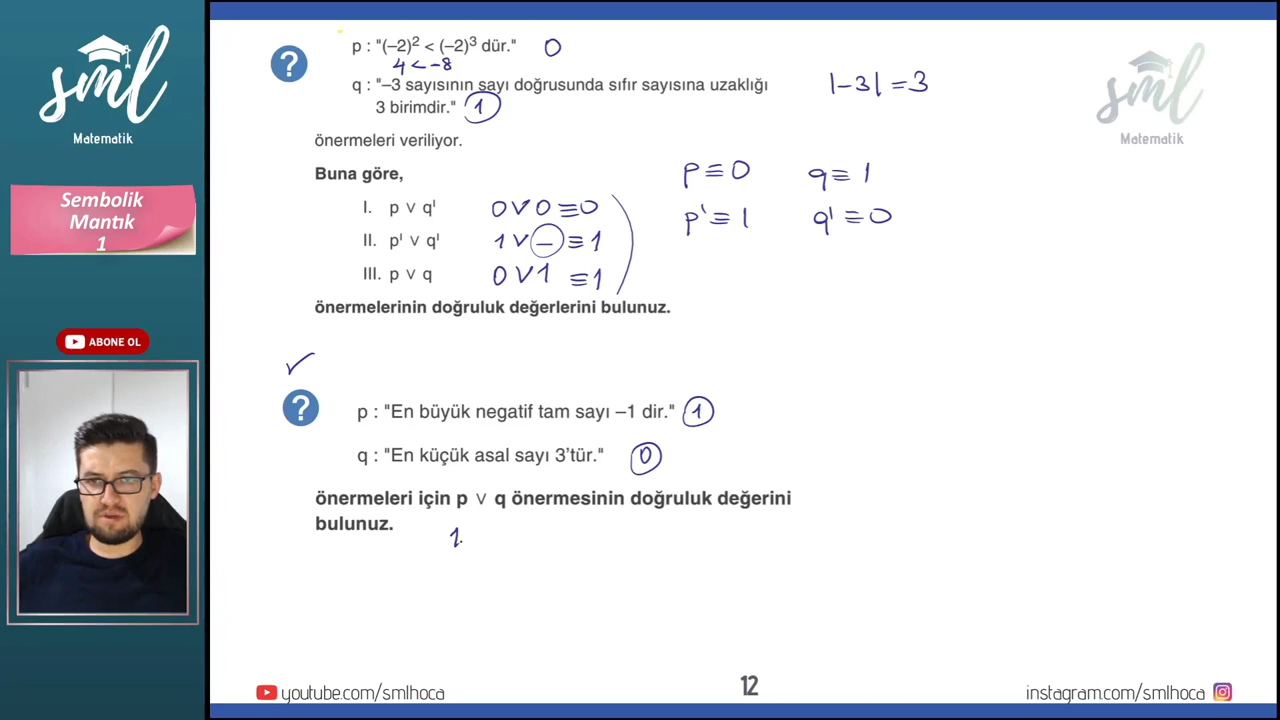 sml
Matematik
Sembolik
Mantık
1
ABONE OL
?
p : "(–2)² < (–2)³ dür." 0
4 < -8
q : "–3 sayısının sayı doğrusunda sıfır sayısına uzaklığı
3 birimdir." 1
|-3| = 3
önermeleri veriliyor.
Buna göre,
p ≡ 0 q ≡ 1
p' ≡ 1 q' ≡ 0
I. p ∨ q' 0 ∨ 0 ≡ 0
II. p' ∨ q' 1 ∨ – ≡ 1
III. p ∨ q 0 ∨ 1 ≡ 1
önermelerinin doğruluk değerlerini bulunuz.
?
p : "En büyük negatif tam sayı –1 dir." 1
q : "En küçük asal sayı 3’tür." 0
önermeleri için p ∨ q önermesinin doğruluk değerini
bulunuz.
1
sml
Matematik
youtube.com/smlhoca
12
instagram.com/smlhoca